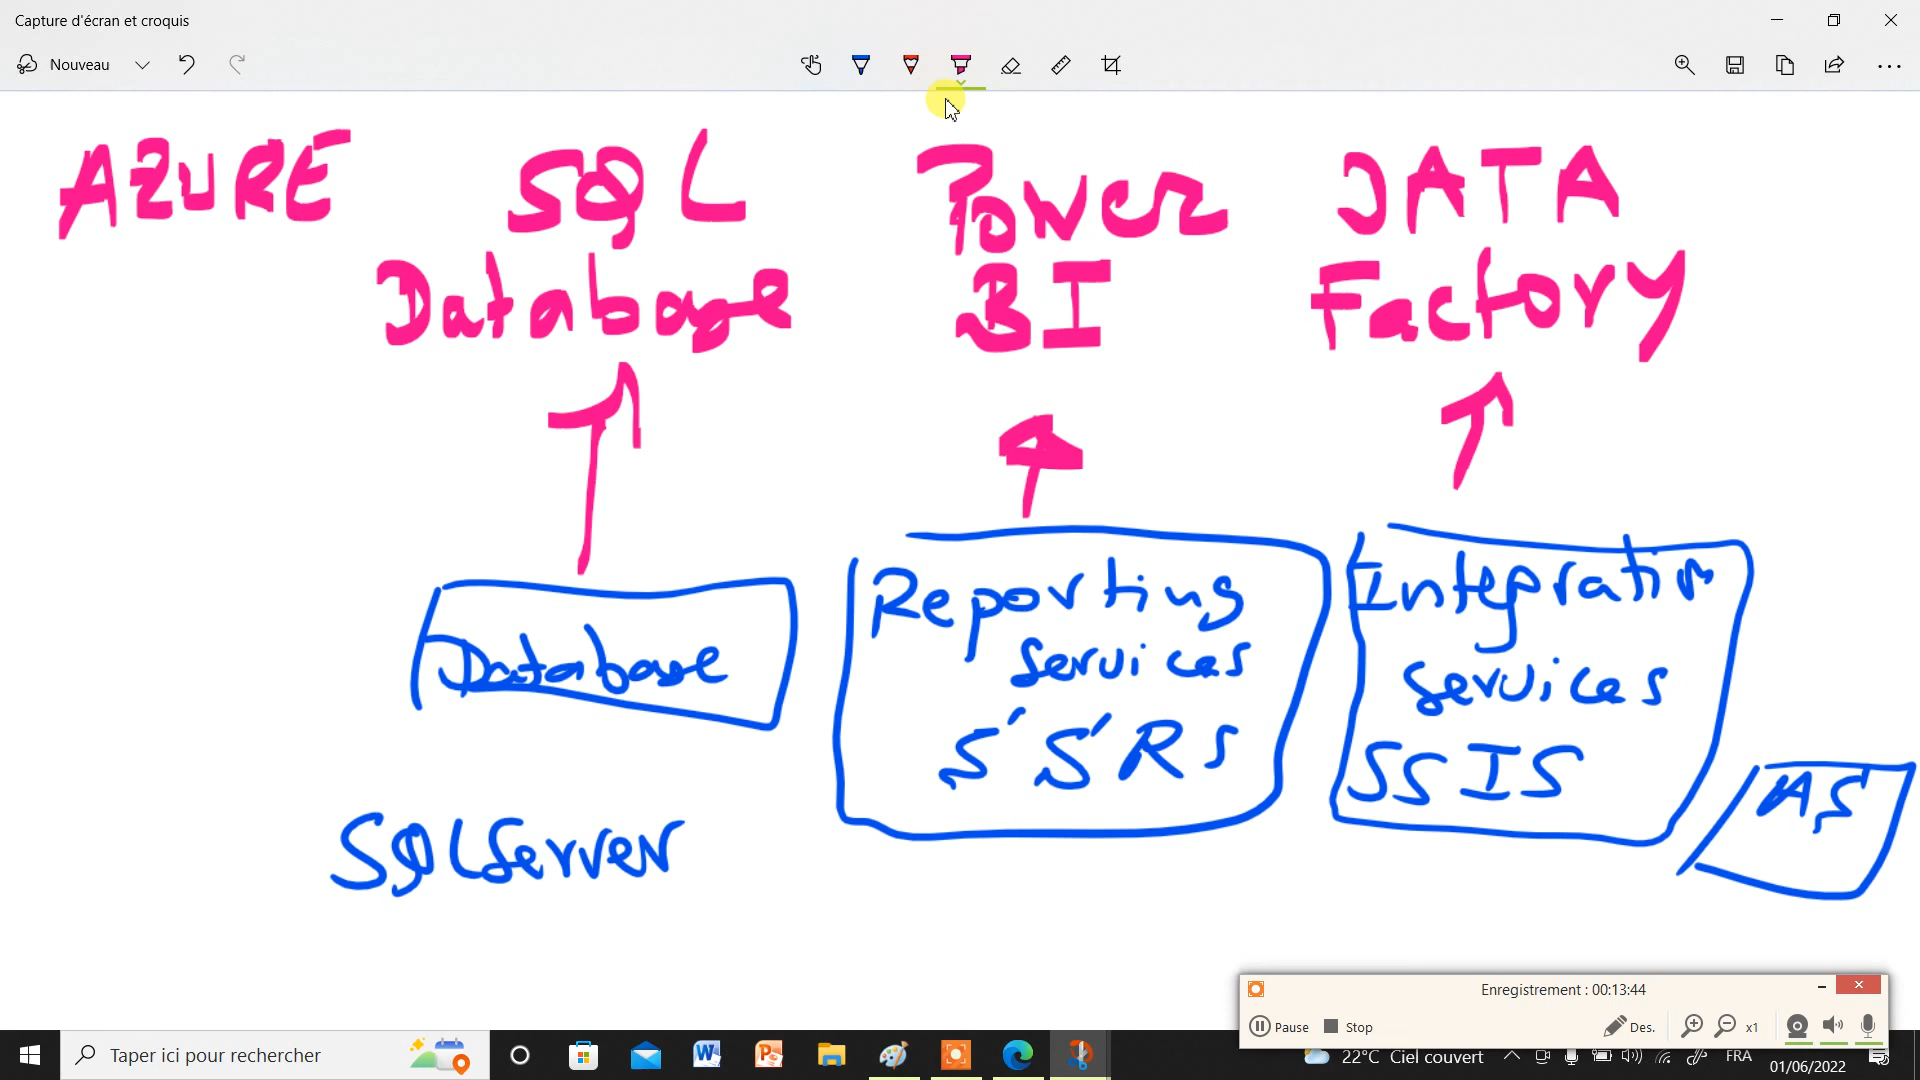 Capture d'écran et croquis
Nouveau
AZURE SQL Database
Power BI
DATA Factory
Database
Reporting services
SSRS
Integration services
SSIS
AS
SQL Server
Enregistrement : 00:13:44
Pause Stop Des. x1
Taper ici pour rechercher
22°C Ciel couvert FRA
01/06/2022